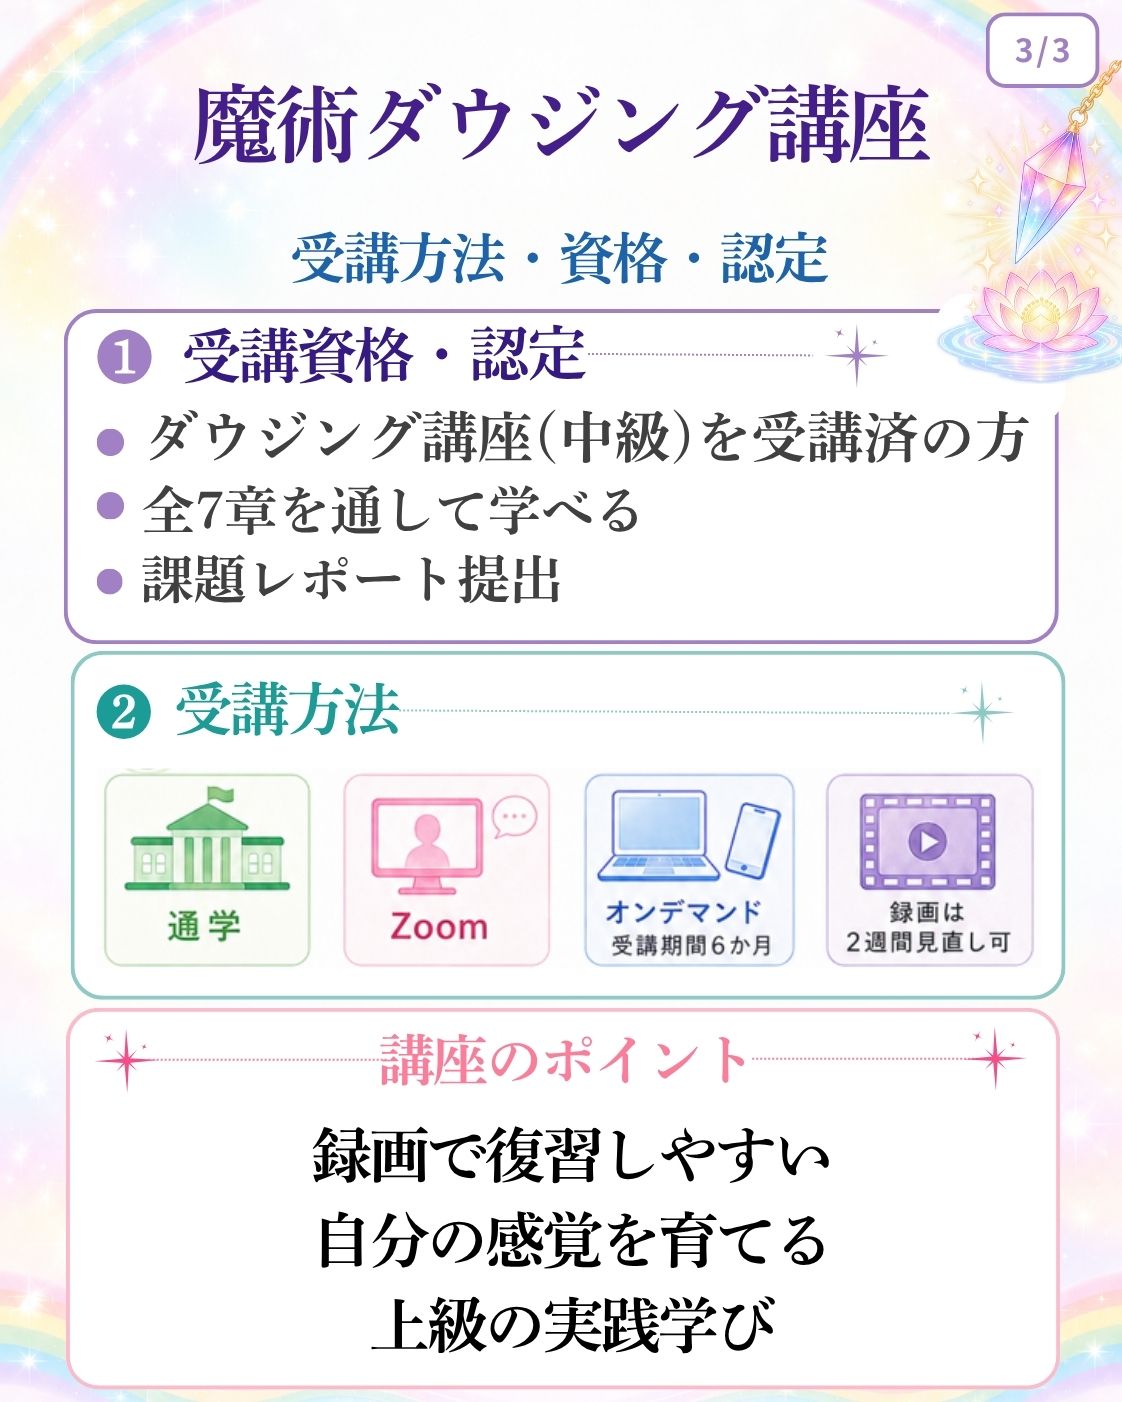 3/3
魔術ダウジング講座
受講方法・資格・認定
1 受講資格・認定
● ダウジング講座(中級)を受講済の方
● 全7章を通して学べる
● 課題レポート提出
2 受講方法
通学
Zoom
オンデマンド
受講期間6か月
録画は
2週間見直し可
講座のポイント
録画で復習しやすい
自分の感覚を育てる
上級の実践学び